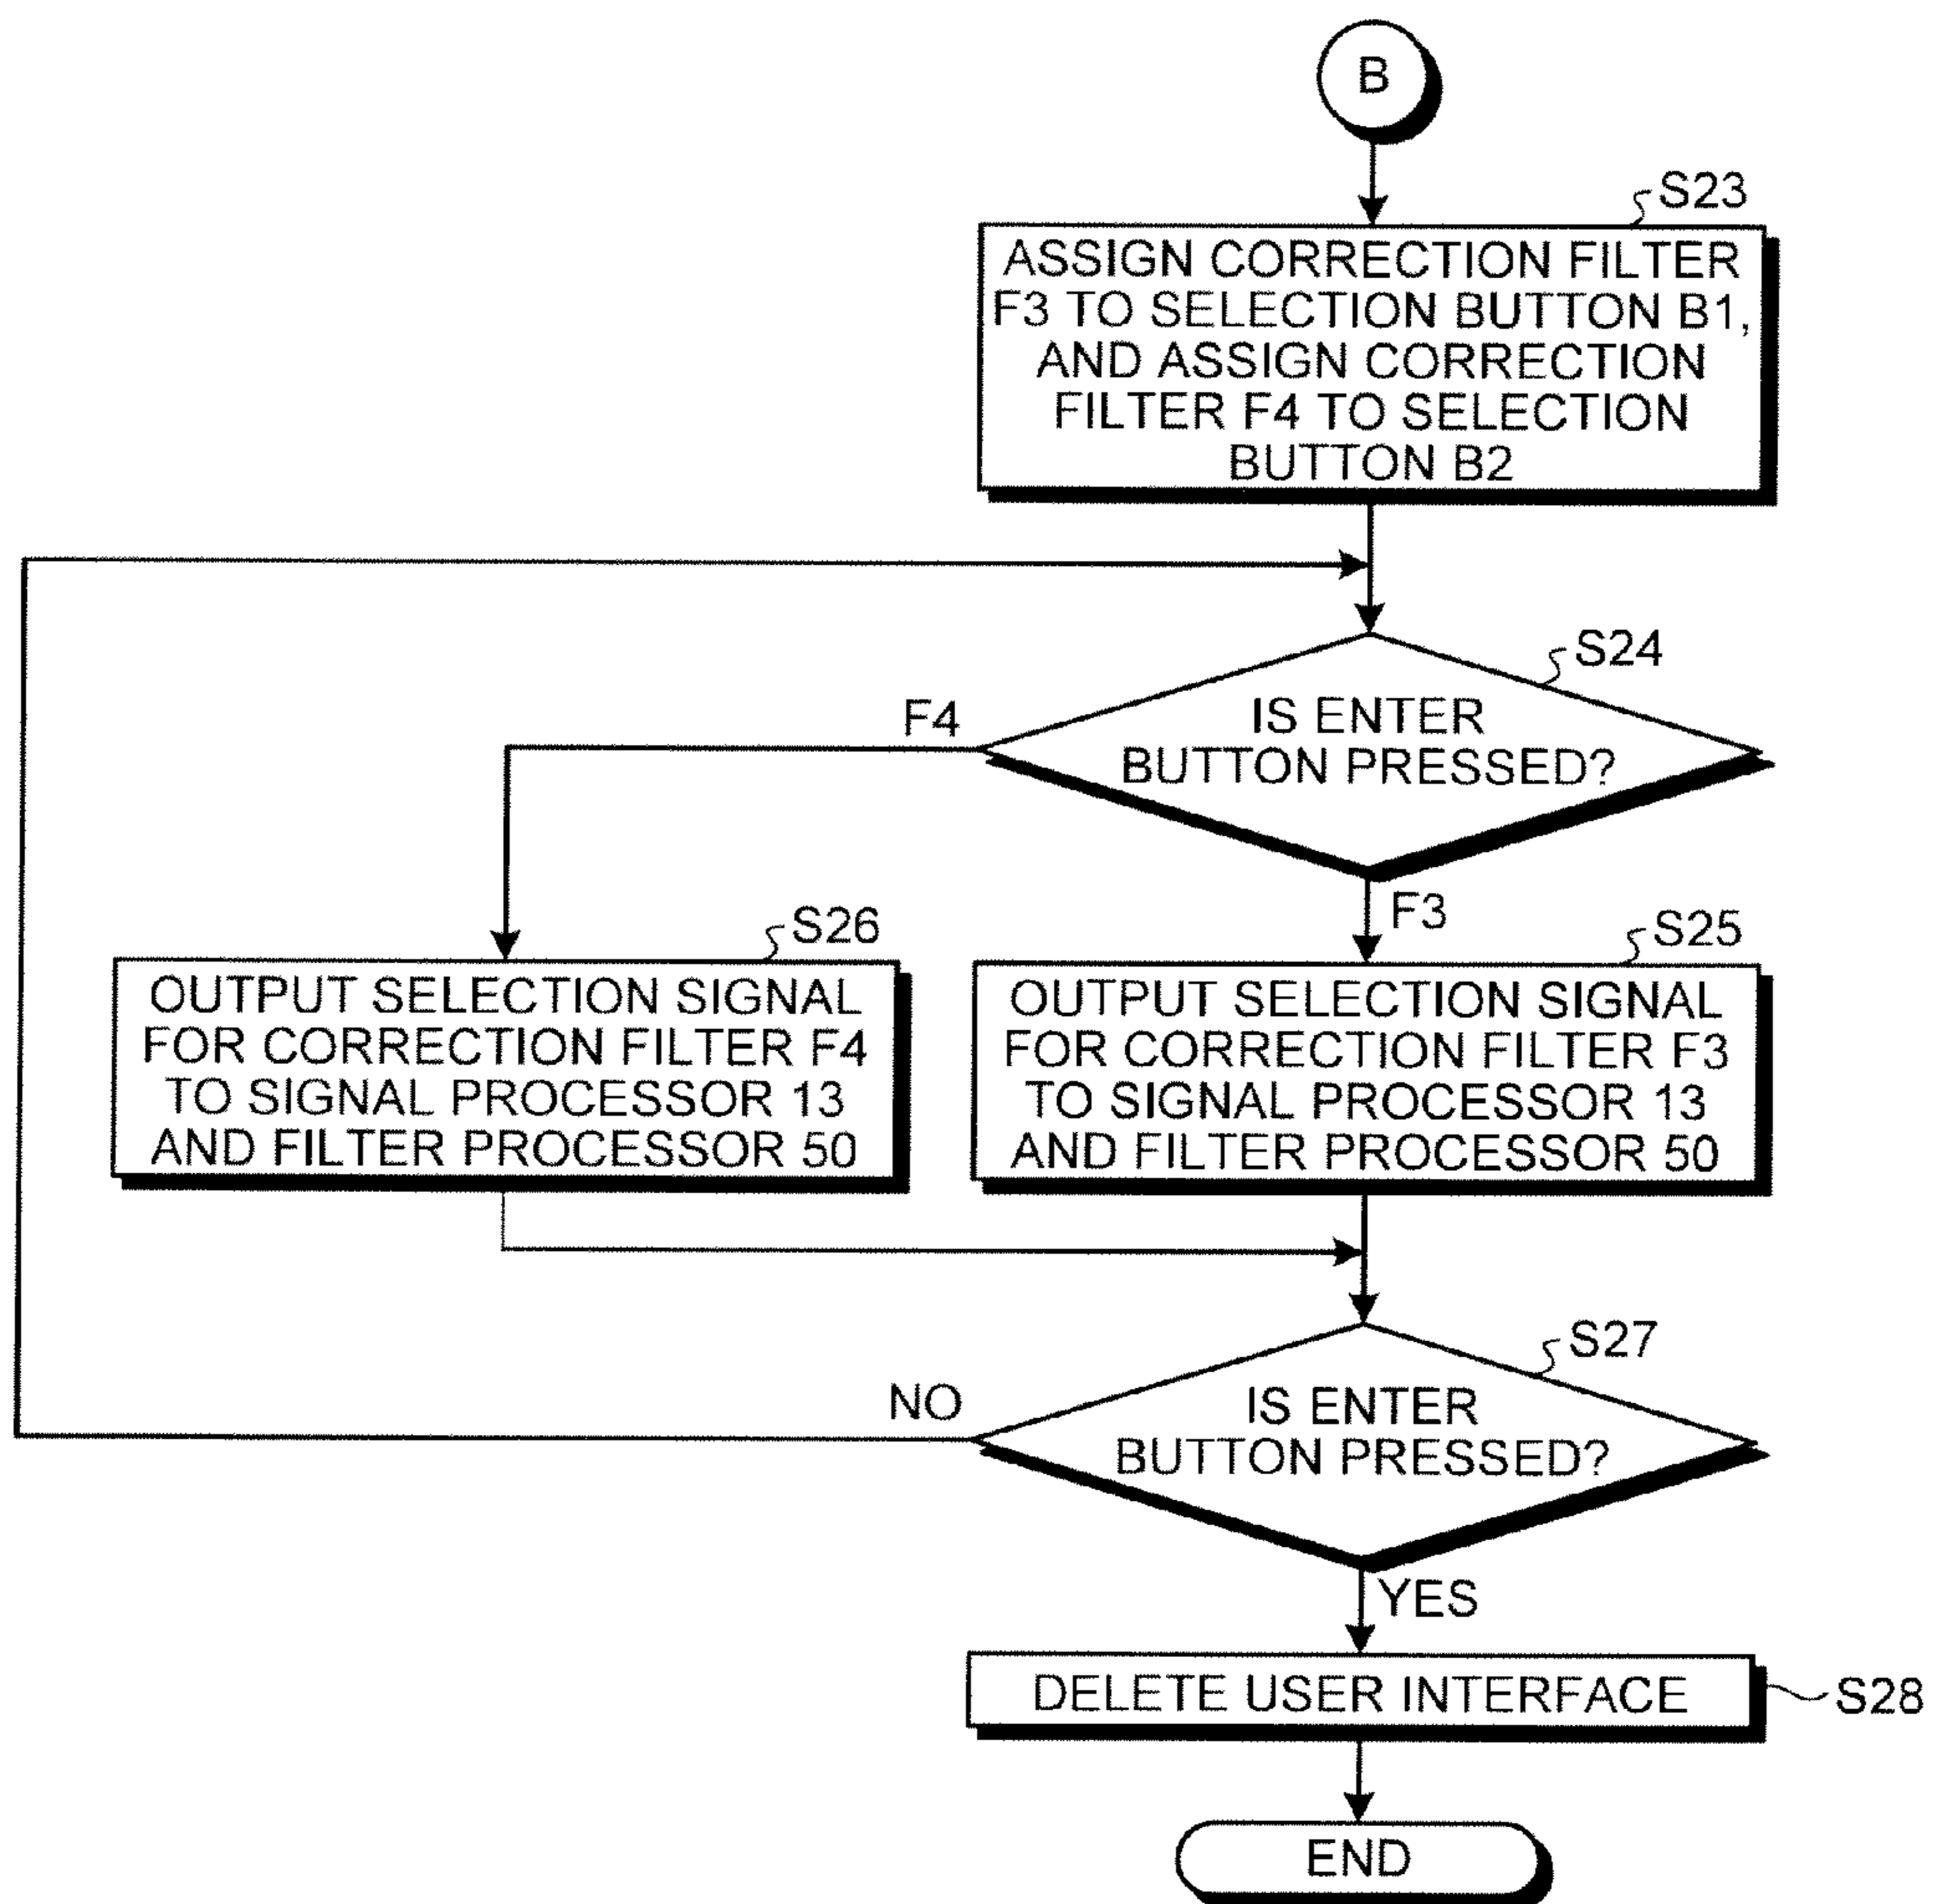 B
S23
ASSIGN CORRECTION FILTER
F3 TO SELECTION BUTTON B1,
AND ASSIGN CORRECTION
FILTER F4 TO SELECTION
BUTTON B2
S24
IS ENTER
BUTTON PRESSED?
F4
F3
S26
OUTPUT SELECTION SIGNAL
FOR CORRECTION FILTER F4
TO SIGNAL PROCESSOR 13
AND FILTER PROCESSOR 50
S25
OUTPUT SELECTION SIGNAL
FOR CORRECTION FILTER F3
TO SIGNAL PROCESSOR 13
AND FILTER PROCESSOR 50
S27
IS ENTER
BUTTON PRESSED?
NO
YES
DELETE USER INTERFACE
S28
END